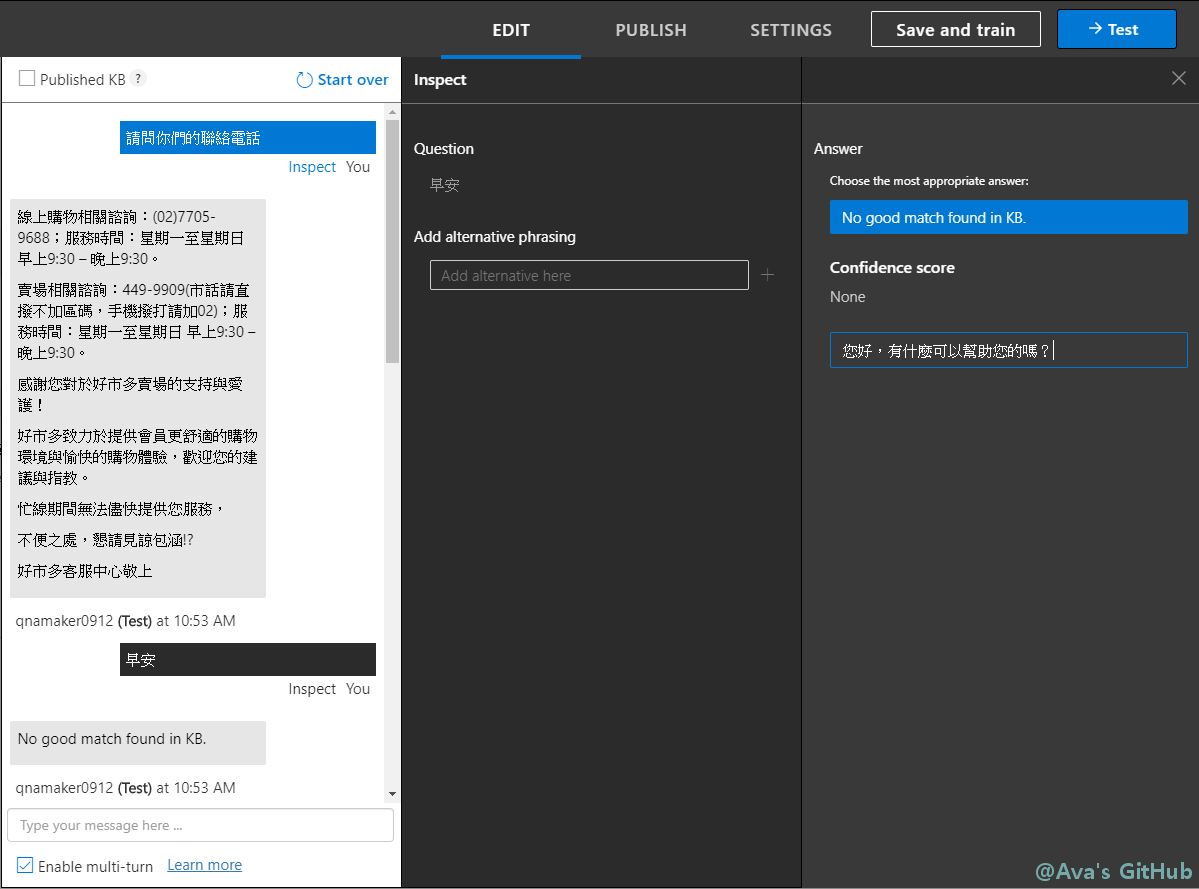 EDIT
PUBLISH
SETTINGS
Save and train
→ Test
Published KB ?
Start over
請問你們的聯絡電話
Inspect You
線上購物相關諮詢：(02)7705-
9688；服務時間：星期一至星期日
早上9:30 – 晚上9:30。
賣場相關諮詢：449-9909(市話請直
撥不加區碼，手機撥打請加02)；服
務時間：星期一至星期日 早上9:30 –
晚上9:30。
感謝您對於好市多賣場的支持與愛
護！
好市多致力於提供會員更舒適的購物
環境與愉快的購物體驗，歡迎您的建
議與指教。
忙線期間無法儘快提供您服務，
不便之處，懇請見諒包涵!?
好市多客服中心敬上
qnamaker0912 (Test) at 10:53 AM
早安
Inspect You
No good match found in KB.
qnamaker0912 (Test) at 10:53 AM
Type your message here ...
Enable multi-turn Learn more
Inspect
Question
早安
Add alternative phrasing
Add alternative here
Answer
Choose the most appropriate answer:
No good match found in KB.
Confidence score
None
您好，有什麼可以幫助您的嗎？
@Ava's GitHub